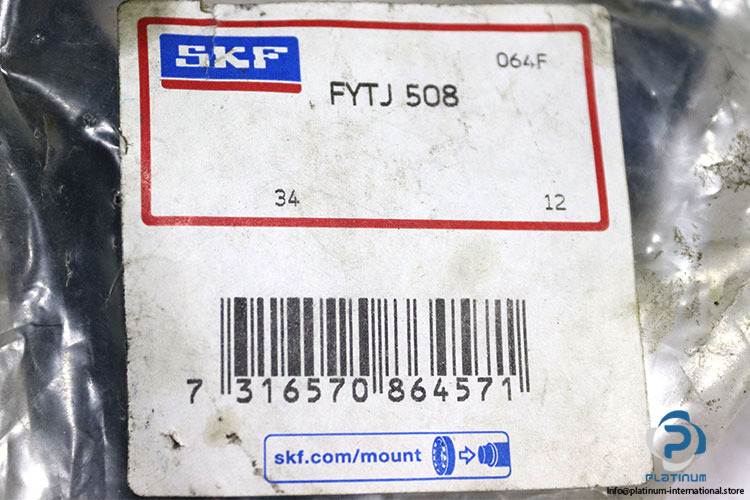 SKF
064F
FYTJ 508
34
12
7 316570 864571
skf.com/mount
PLATINUM
info@platinum-international.store